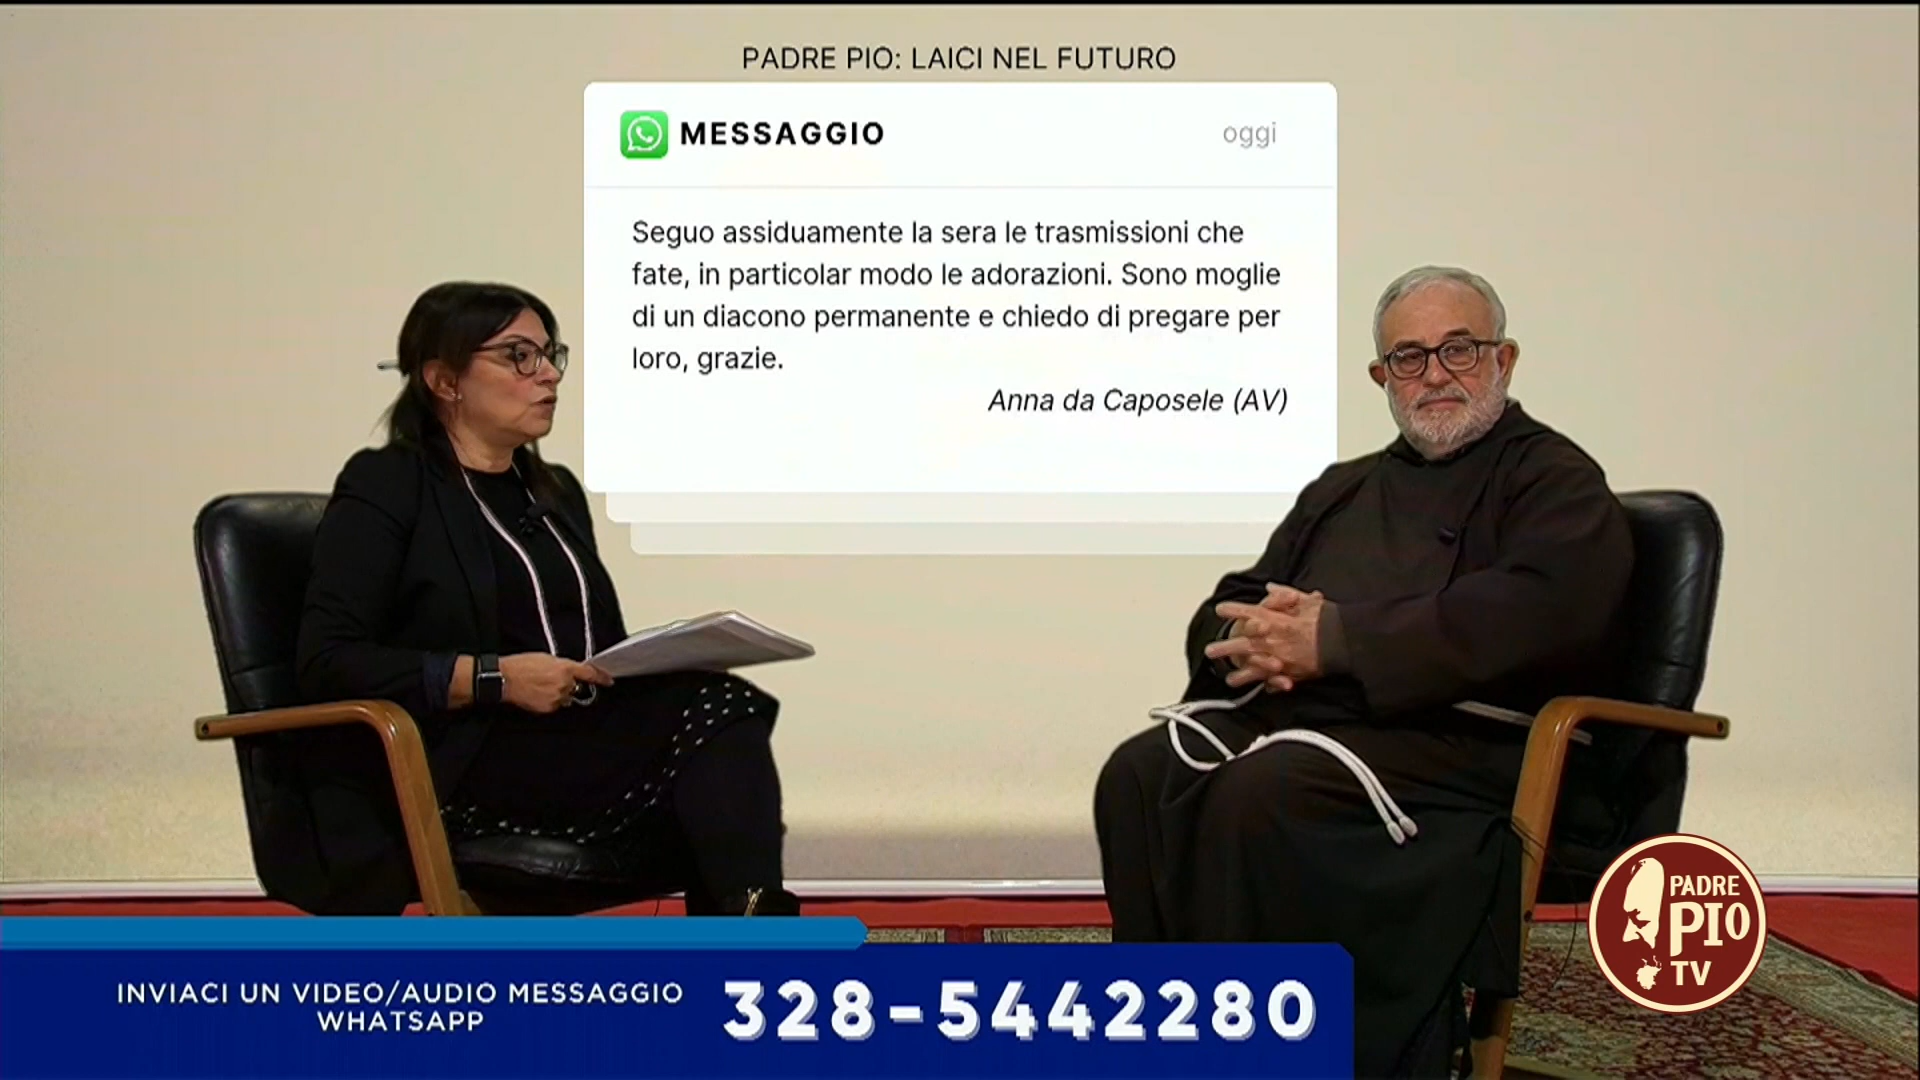 PADRE PIO: LAICI NEL FUTURO
MESSAGGIO
oggi
Seguo assiduamente la sera le trasmissioni che
fate, in particolar modo le adorazioni. Sono moglie
di un diacono permanente e chiedo di pregare per
loro, grazie.
Anna da Caposele (AV)
INVIACI UN VIDEO/AUDIO MESSAGGIO
WHATSAPP
328-5442280
PADRE
PIO
TV